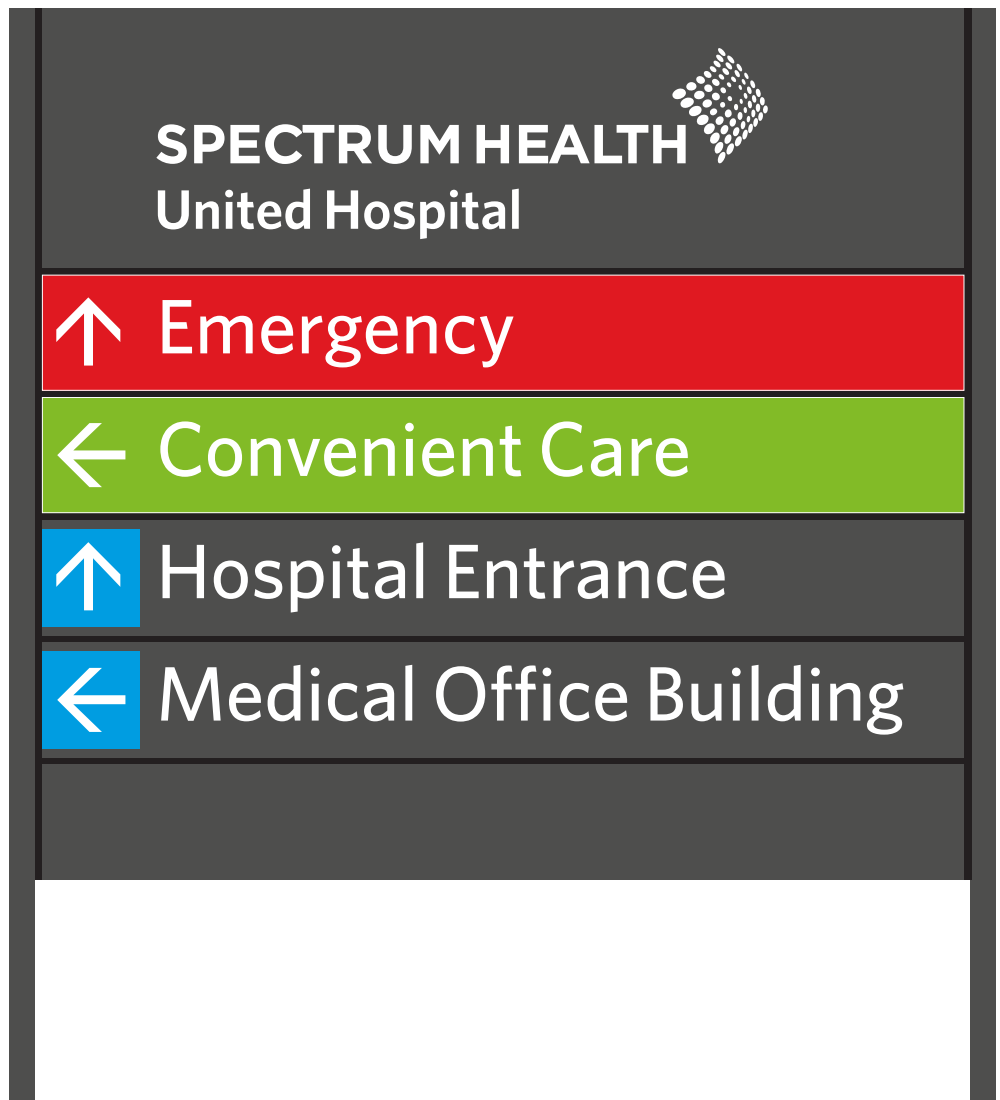 SPECTRUM HEALTH
United Hospital
Emergency
Convenient Care
Hospital Entrance
Medical Office Building